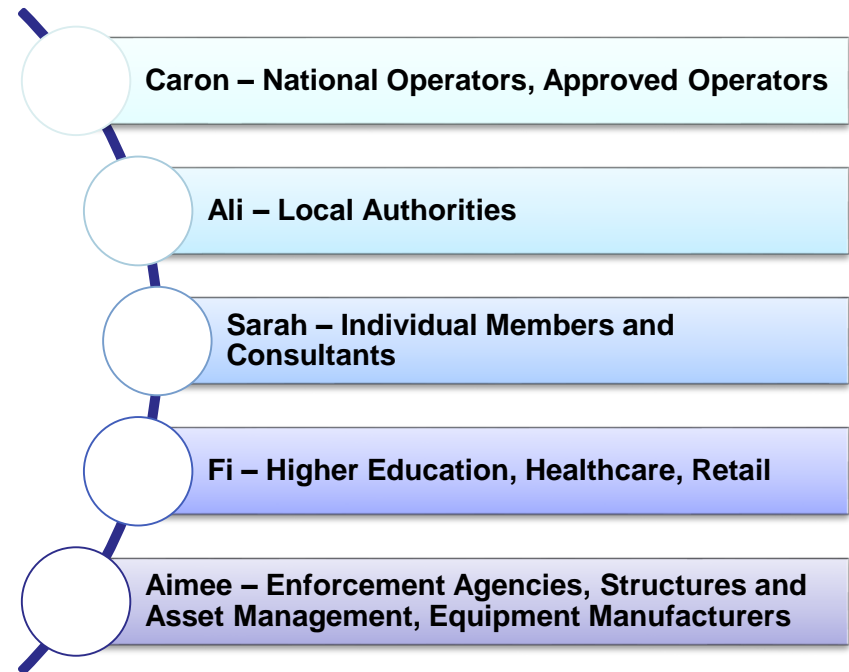 Caron – National Operators, Approved Operators
Ali – Local Authorities
Sarah – Individual Members and
Consultants
Fi – Higher Education, Healthcare, Retail
Aimee – Enforcement Agencies, Structures and
Asset Management, Equipment Manufacturers